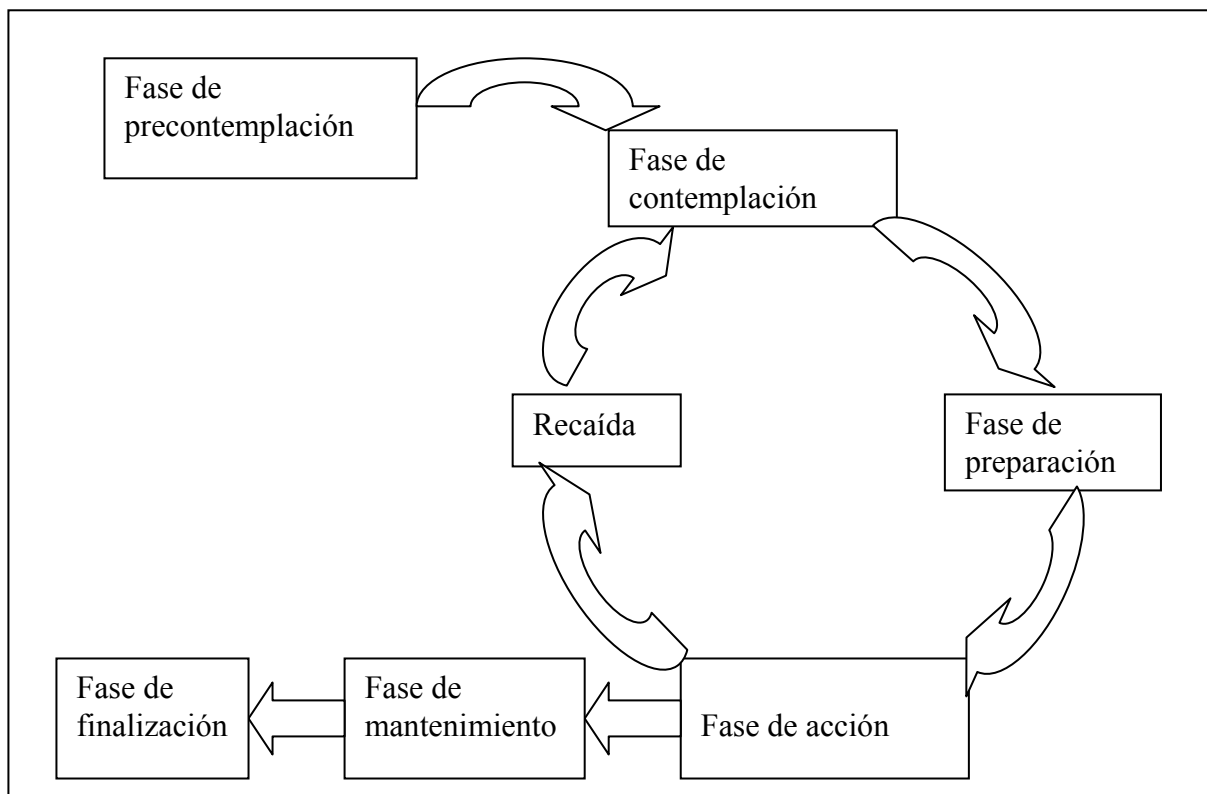 Fase de
precontemplación
Fase de
contemplación
Recaída
Fase de
preparación
Fase de
finalización
Fase de
mantenimiento
Fase de acción